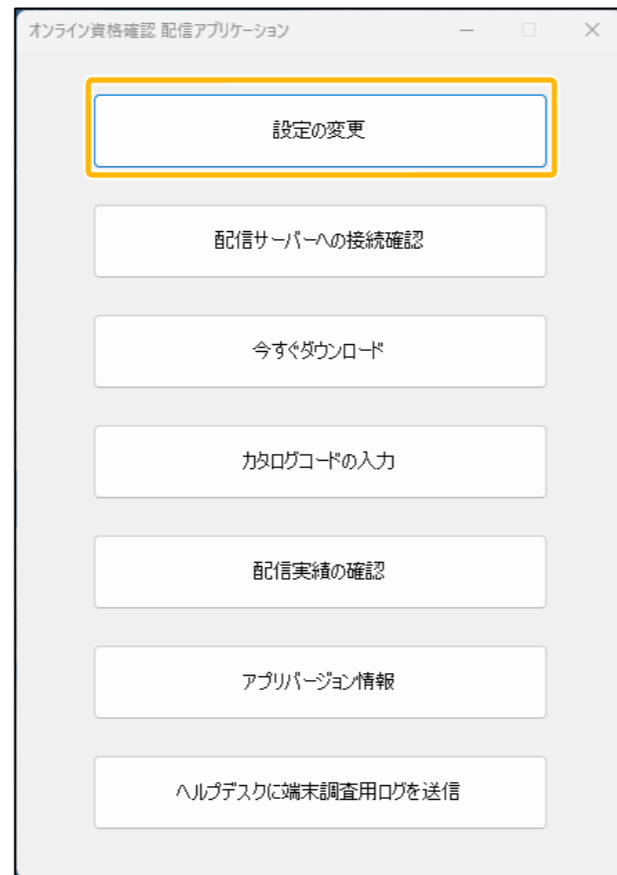 オンライン資格確認 配信アプリケーション
設定の変更
配信サーバーへの接続確認
今すぐダウンロード
カタログコードの入力
配信実績の確認
アプリバージョン情報
ヘルプデスクに端末調査用ログを送信